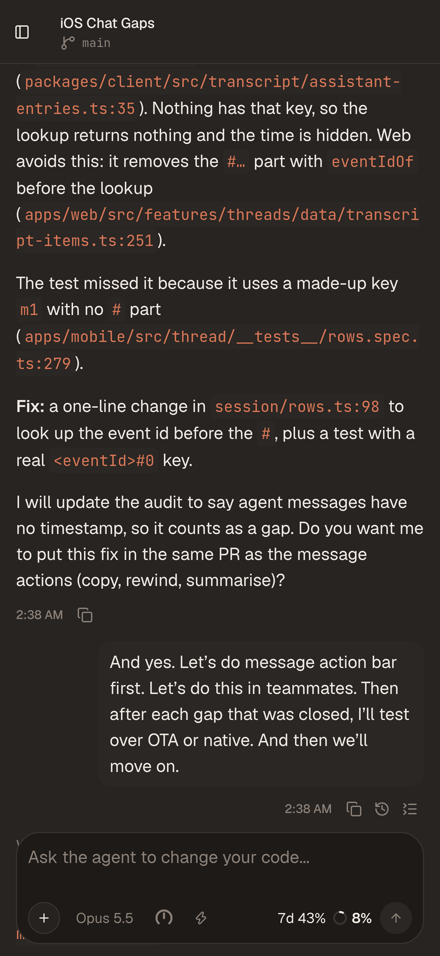 iOS Chat Gaps
main
(packages/client/src/transcript/assistant-
entries.ts:35). Nothing has that key, so the
lookup returns nothing and the time is hidden. Web
avoids this: it removes the #… part with eventIdOf
before the lookup
(apps/web/src/features/threads/data/transcri
pt-items.ts:251).
The test missed it because it uses a made-up key
m1 with no # part
(apps/mobile/src/thread/__tests__/rows.spec.
ts:279).
Fix: a one-line change in session/rows.ts:98 to
look up the event id before the #, plus a test with a
real <eventId>#0 key.
I will update the audit to say agent messages have
no timestamp, so it counts as a gap. Do you want me
to put this fix in the same PR as the message
actions (copy, rewind, summarise)?
2:38 AM
And yes. Let’s do message action bar
first. Let’s do this in teammates. Then
after each gap that was closed, I’ll test
over OTA or native. And then we’ll
move on.
2:38 AM
Ask the agent to change your code...
Opus 5.5 7d 43% 8%